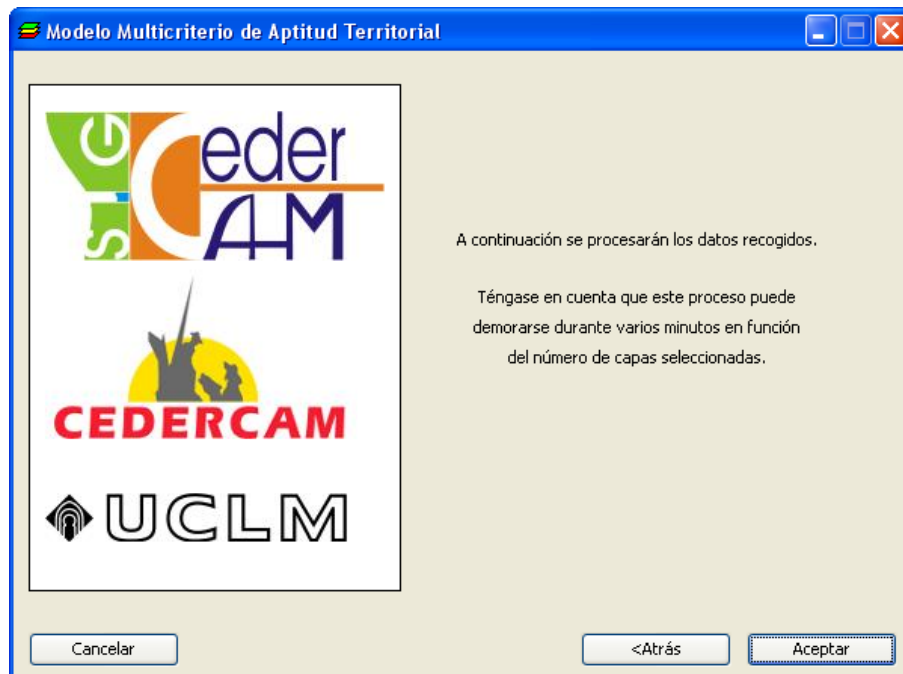 Modelo Multicriterio de Aptitud Territorial
S.I.G
Ceder
CAM
CEDERCAM
UCLM
A continuación se procesarán los datos recogidos.
Téngase en cuenta que este proceso puede
demorarse durante varios minutos en función
del número de capas seleccionadas.
Cancelar
<Atrás
Aceptar